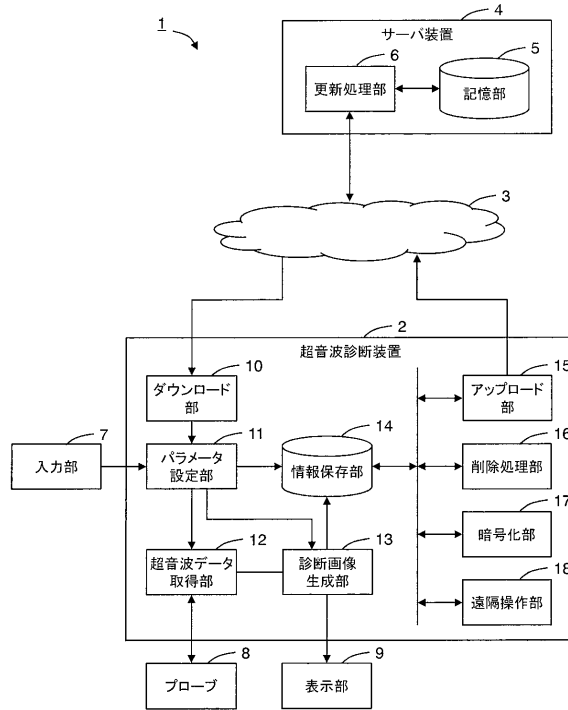 1
4
サーバ装置
6
5
更新処理部
記憶部
3
2
超音波診断装置
10
ダウンロード
部
15
アップロード
部
7
入力部
11
パラメータ
設定部
14
情報保存部
16
削除処理部
12
超音波データ
取得部
13
診断画像
生成部
17
暗号化部
18
遠隔操作部
8
プローブ
9
表示部